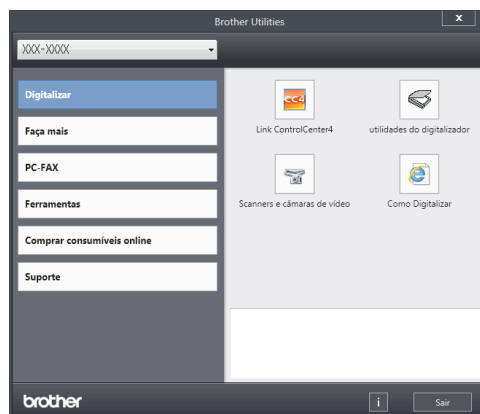 Brother Utilities
X
XXX-XXXX
Digitalizar
Faça mais
PC-FAX
Ferramentas
Comprar consumíveis online
Suporte
CC4
Link ControlCenter4
utilidades do digitalizador
Scanners e câmaras de vídeo
Como Digitalizar
brother
i
Sair